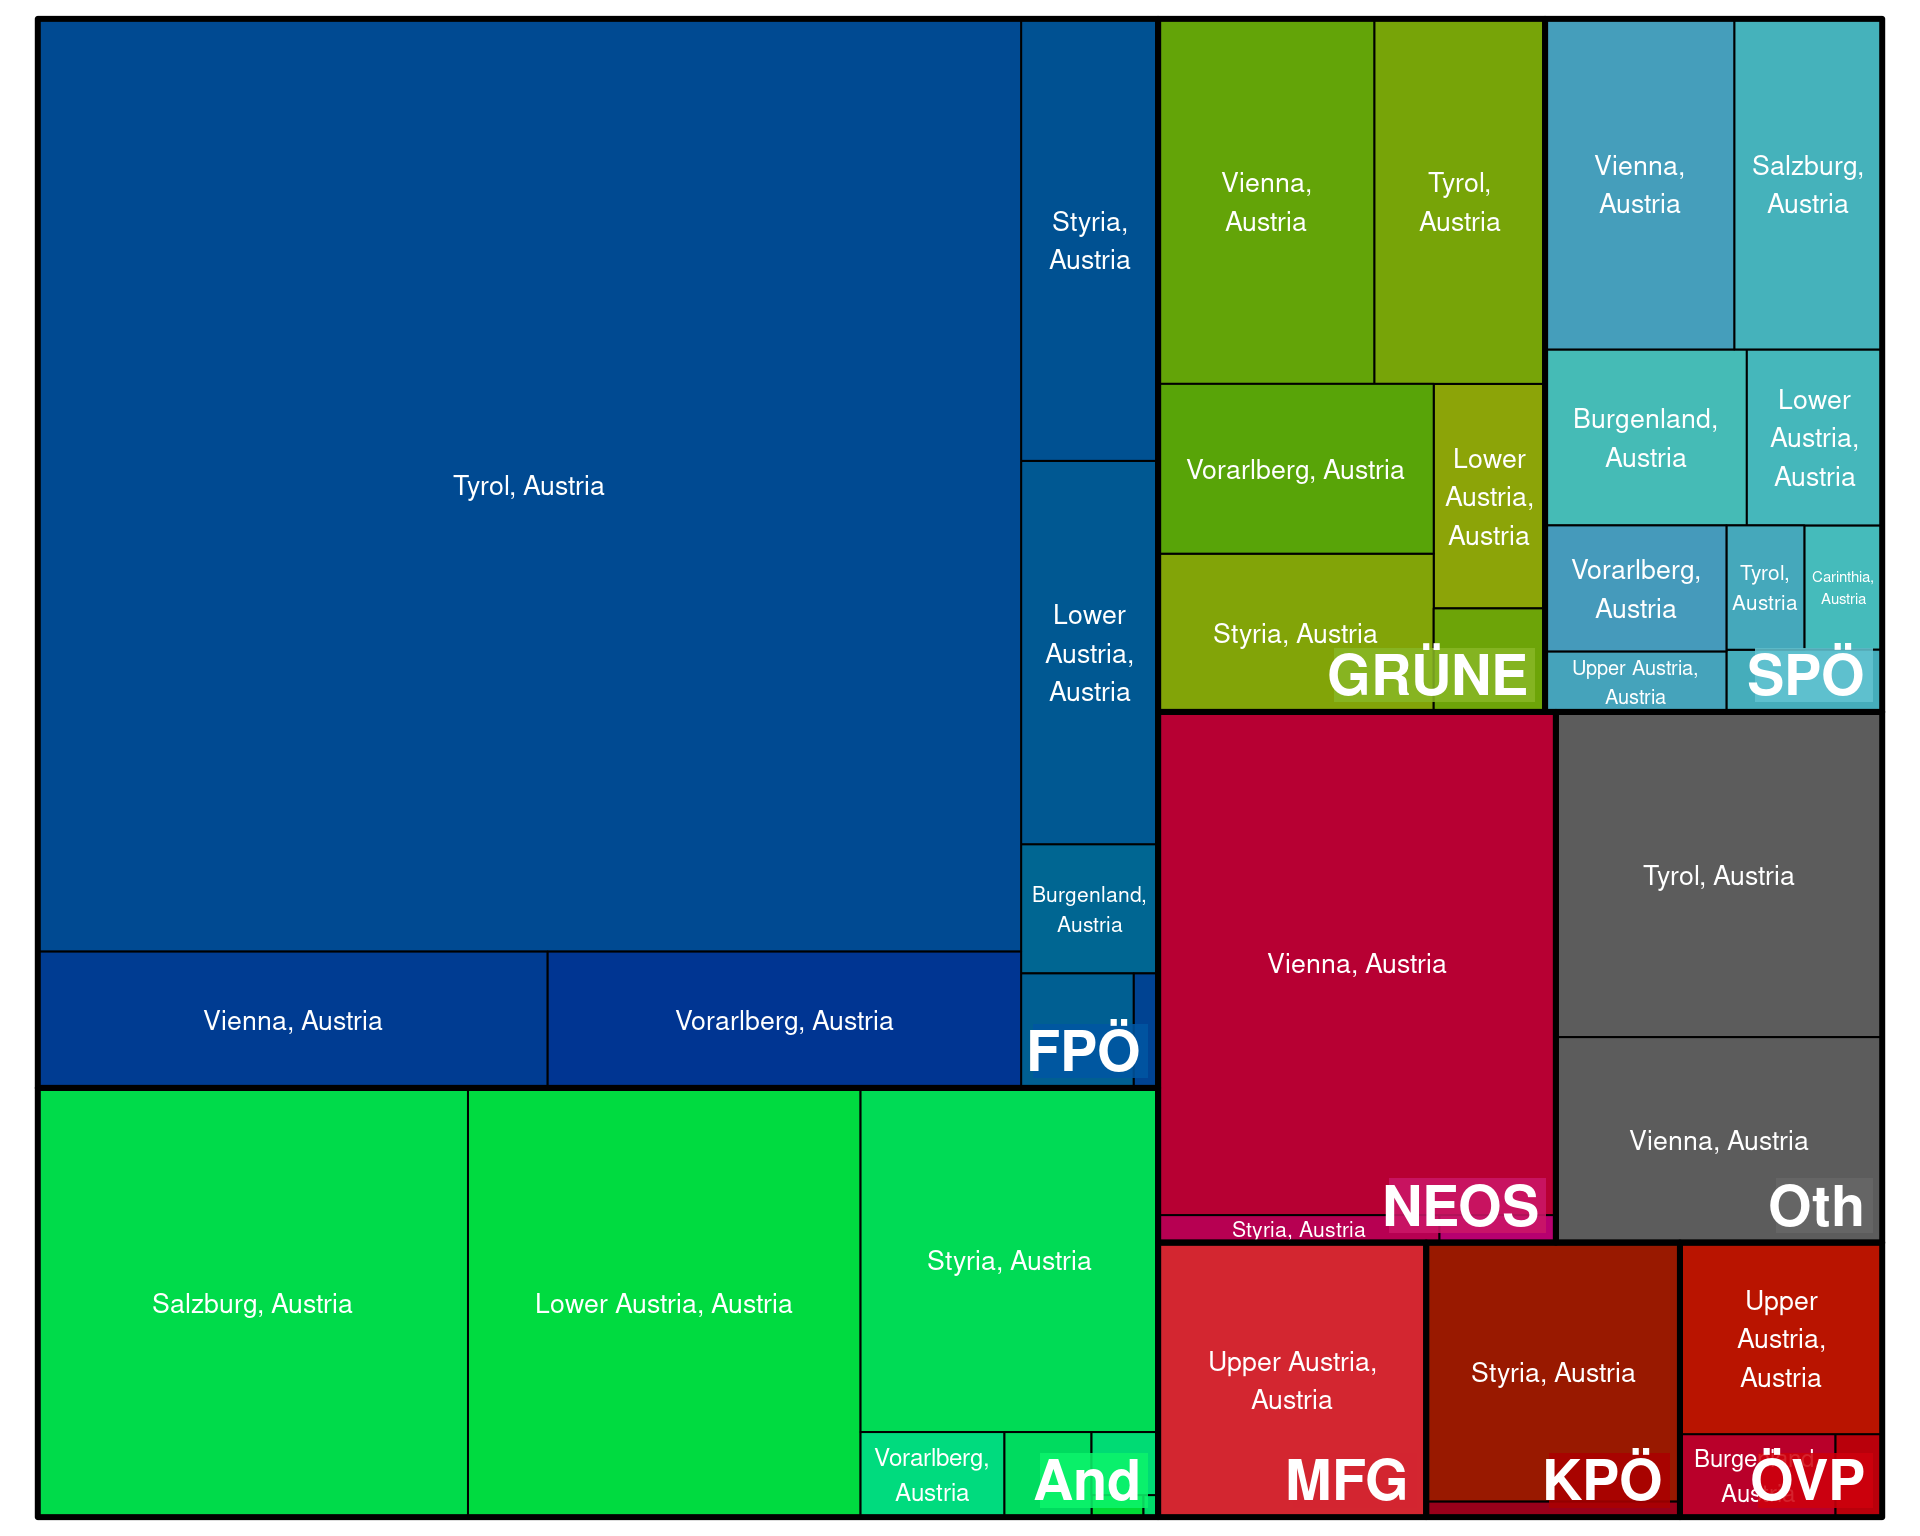 Tyrol, Austria
Styria,
Austria
Lower
Austria,
Austria
Burgenland,
Austria
Vienna, Austria
Vorarlberg, Austria
FPÖ
Salzburg, Austria
Lower Austria, Austria
Styria, Austria
Vorarlberg,
Austria
And
Vienna,
Austria
Tyrol,
Austria
Vorarlberg, Austria
Lower
Austria,
Austria
Styria, Austria
GRÜNE
Vienna,
Austria
Salzburg,
Austria
Burgenland,
Austria
Lower
Austria,
Austria
Vorarlberg,
Austria
Tyrol,
Austria
Carinthia,
Austria
Upper Austria,
Austria
SPÖ
Vienna, Austria
Styria, Austria
NEOS
Tyrol, Austria
Vienna, Austria
Oth
Upper Austria,
Austria
MFG
Styria, Austria
KPÖ
Upper
Austria,
Austria
Burgenland,
Austria
ÖVP